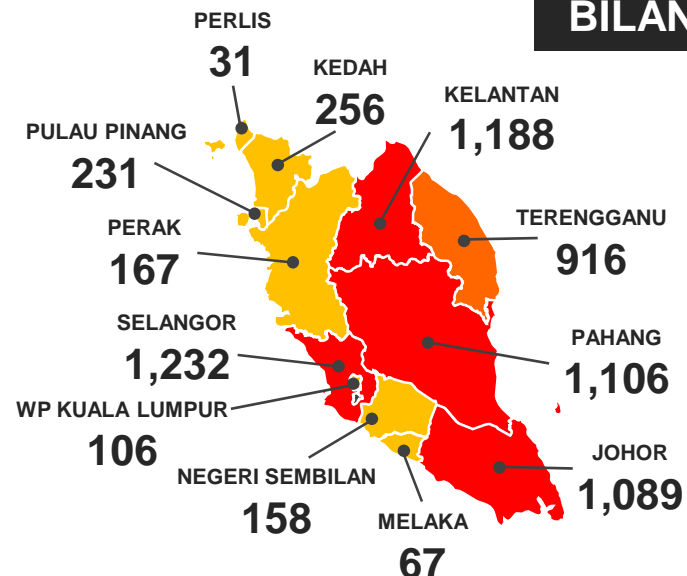 BILAN
PERLIS
31
KEDAH
256
KELANTAN
1,188
PULAU PINANG
231
TERENGGANU
916
PERAK
167
SELANGOR
1,232
PAHANG
1,106
WP KUALA LUMPUR
106
JOHOR
1,089
NEGERI SEMBILAN
158
MELAKA
67